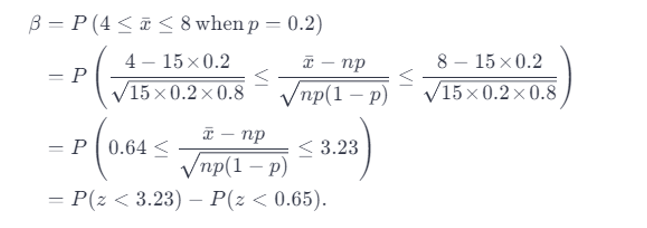 β = P (4 ≤ x̄ ≤ 8 when p = 0.2)
= P ( (4 − 15×0.2)/√(15×0.2×0.8) ≤ (x̄ − np)/√(np(1 − p)) ≤ (8 − 15×0.2)/√(15×0.2×0.8) )
= P ( 0.64 ≤ (x̄ − np)/√(np(1 − p)) ≤ 3.23 )
= P(z < 3.23) − P(z < 0.65).